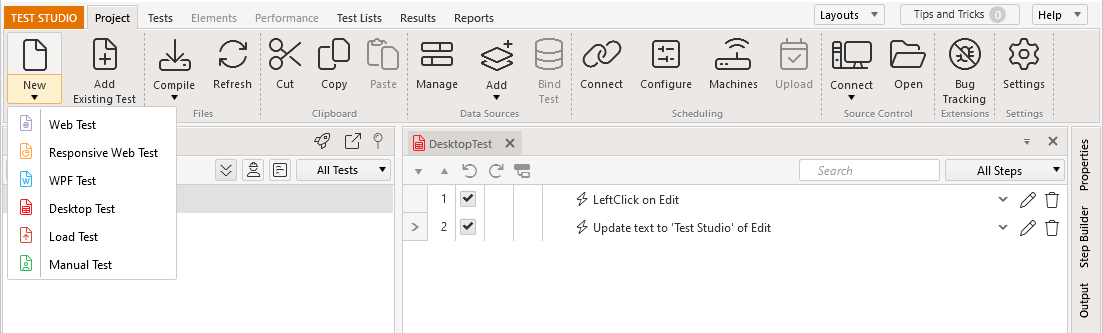 TEST STUDIO Project Tests Elements Performance Test Lists Results Reports Layouts Tips and Tricks 0 Help
New Add Existing Test Compile Refresh Cut Copy Paste Manage Add Bind Test Connect Configure Machines Upload Connect Open Bug Tracking Settings
Files Clipboard Data Sources Scheduling Source Control Extensions Settings
Web Test
Responsive Web Test
WPF Test
Desktop Test
Load Test
Manual Test
All Tests
DesktopTest
Search All Steps
1 LeftClick on Edit
2 Update text to 'Test Studio' of Edit
Properties
Step Builder
Output